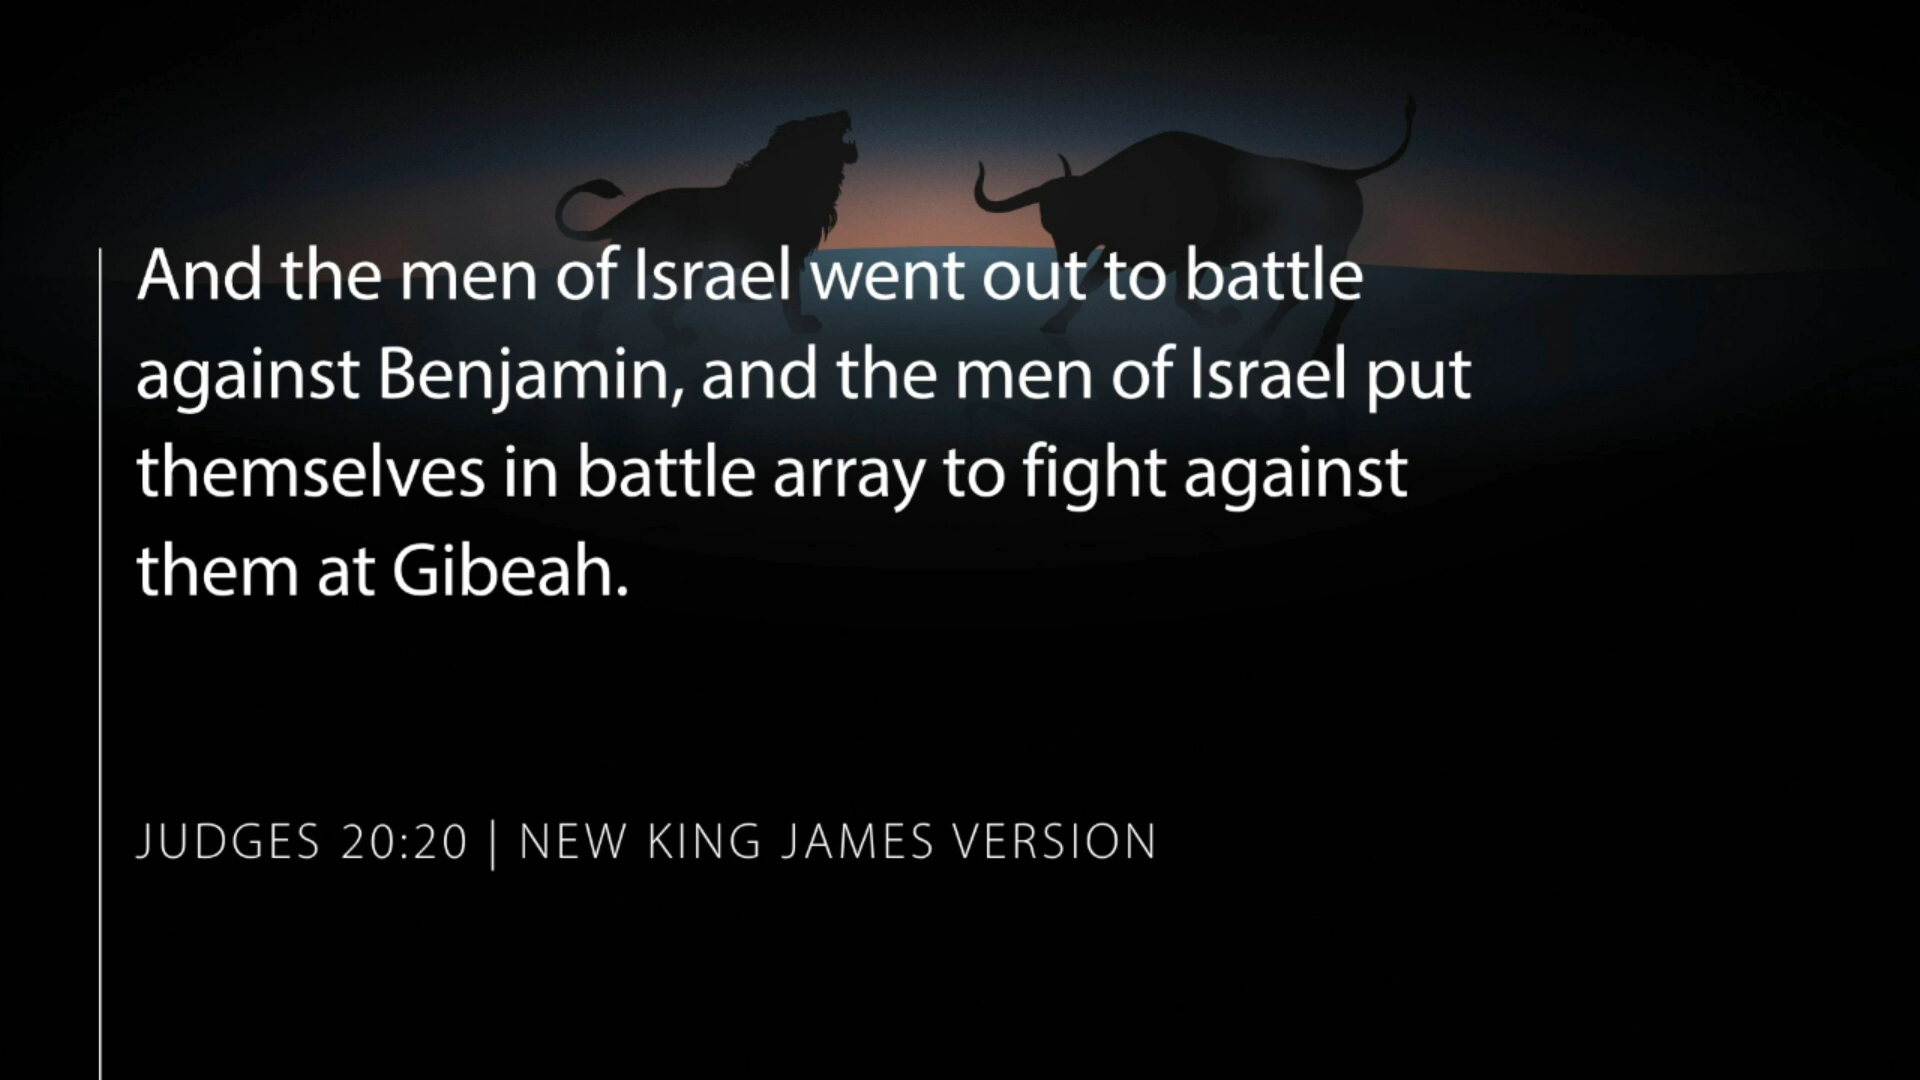 And the men of Israel went out to battle
against Benjamin, and the men of Israel put
themselves in battle array to fight against
them at Gibeah.
JUDGES 20:20 | NEW KING JAMES VERSION